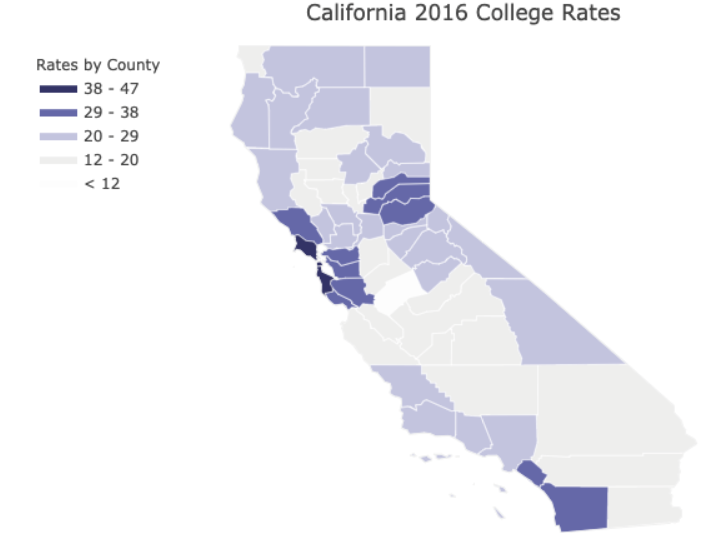 California 2016 College Rates
Rates by County
38 - 47
29 - 38
20 - 29
12 - 20
< 12